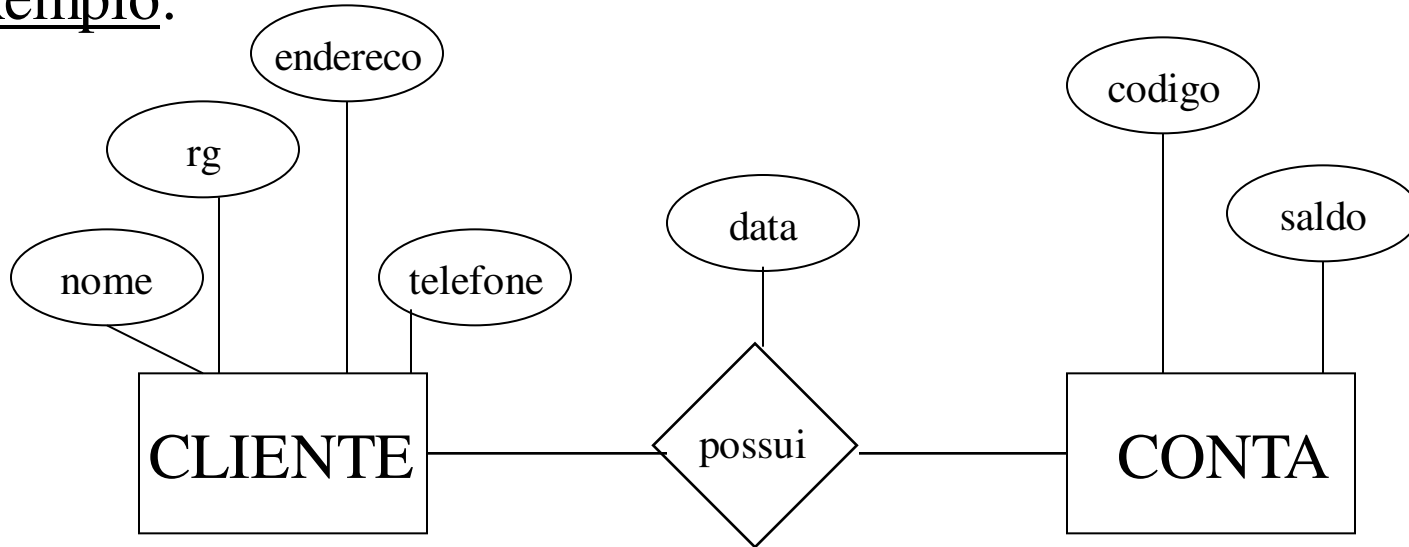 emplo:
endereco
codigo
rg
saldo
data
nome
telefone
CLIENTE
possui
CONTA